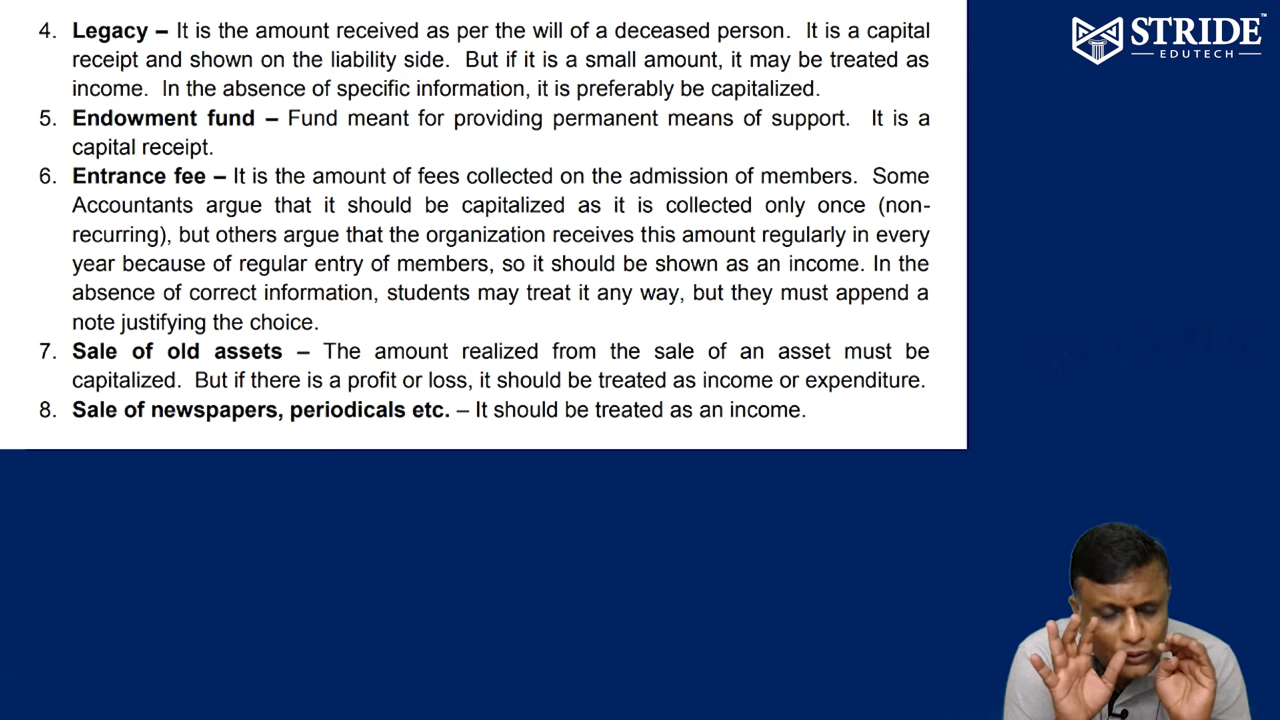 4. Legacy – It is the amount received as per the will of a deceased person. It is a capital
receipt and shown on the liability side. But if it is a small amount, it may be treated as
income. In the absence of specific information, it is preferably be capitalized.
5. Endowment fund – Fund meant for providing permanent means of support. It is a
capital receipt.
6. Entrance fee – It is the amount of fees collected on the admission of members. Some
Accountants argue that it should be capitalized as it is collected only once (non-
recurring), but others argue that the organization receives this amount regularly in every
year because of regular entry of members, so it should be shown as an income. In the
absence of correct information, students may treat it any way, but they must append a
note justifying the choice.
7. Sale of old assets – The amount realized from the sale of an asset must be
capitalized. But if there is a profit or loss, it should be treated as income or expenditure.
8. Sale of newspapers, periodicals etc. – It should be treated as an income.
STRIDE™
EDUTECH